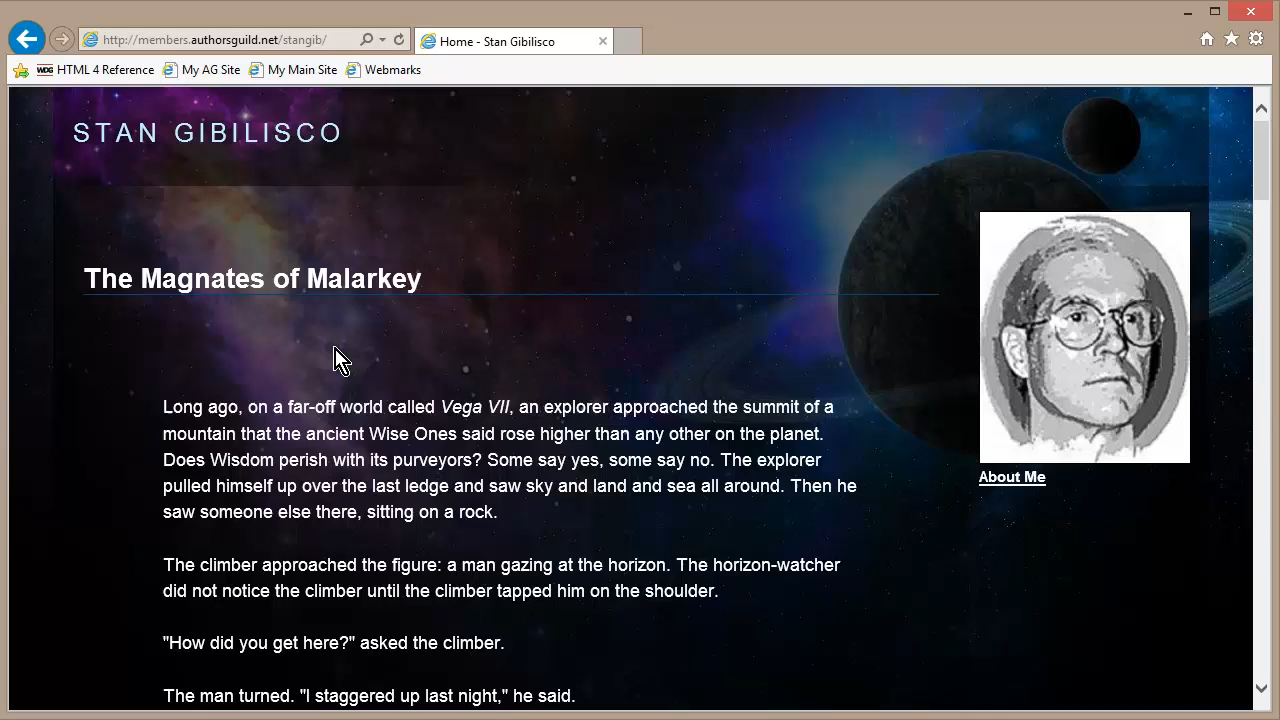 http://members.authorsguild.net/stangib/
Home - Stan Gibilisco
HTML 4 Reference
My AG Site
My Main Site
Webmarks
STAN GIBILISCO
The Magnates of Malarkey
Long ago, on a far-off world called Vega VII, an explorer approached the summit of a
mountain that the ancient Wise Ones said rose higher than any other on the planet.
Does Wisdom perish with its purveyors? Some say yes, some say no. The explorer
pulled himself up over the last ledge and saw sky and land and sea all around. Then he
saw someone else there, sitting on a rock.
The climber approached the figure: a man gazing at the horizon. The horizon-watcher
did not notice the climber until the climber tapped him on the shoulder.
"How did you get here?" asked the climber.
The man turned. "I staggered up last night," he said.
About Me